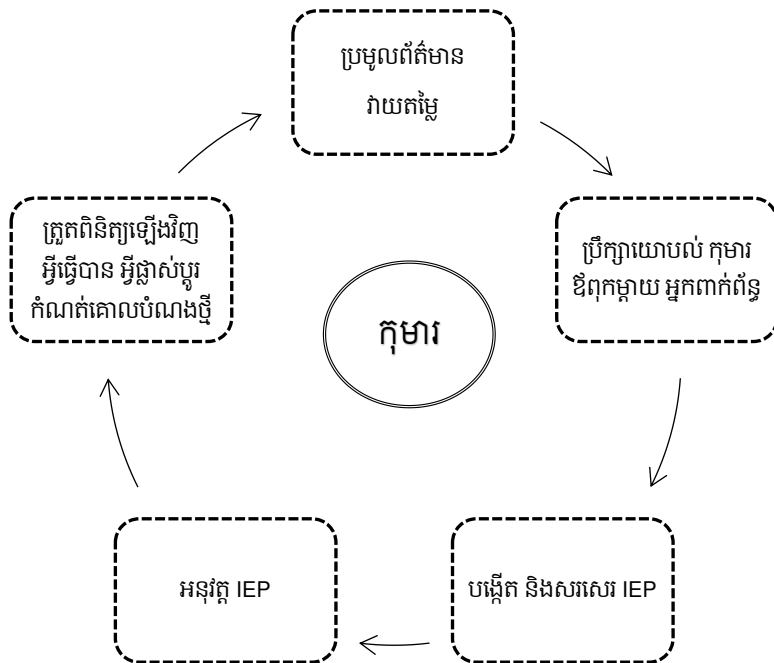 ប្រមូលព័ត៌មាន
វាយតម្លៃ
ប្រឹក្សាយោបល់ កុមារ
ឪពុកម្តាយ អ្នកពាក់ព័ន្ធ
បង្កើត និងសរសេរ IEP
អនុវត្ត IEP
ត្រួតពិនិត្យឡើងវិញ
អ្វីធ្វើបាន អ្វីផ្លាស់ប្តូរ
កំណត់គោលបំណងថ្មី
កុមារ